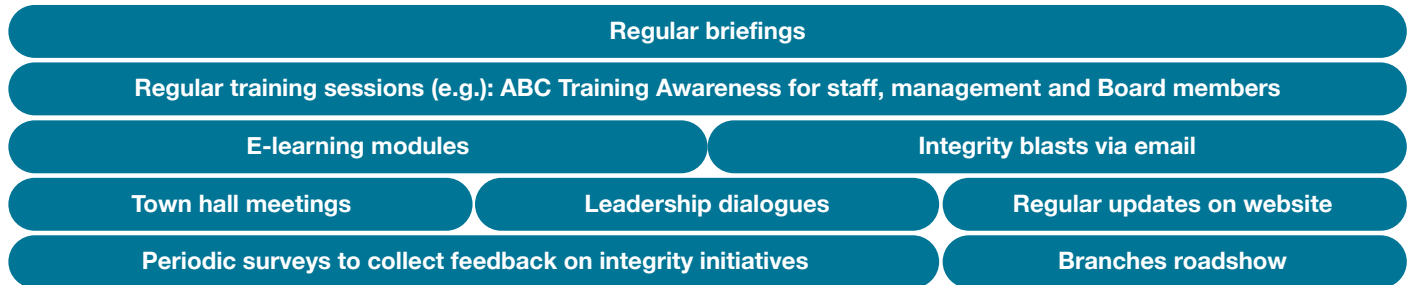 Regular briefings
Regular training sessions (e.g.): ABC Training Awareness for staff, management and Board members
E-learning modules
Integrity blasts via email
Town hall meetings
Leadership dialogues
Regular updates on website
Periodic surveys to collect feedback on integrity initiatives
Branches roadshow